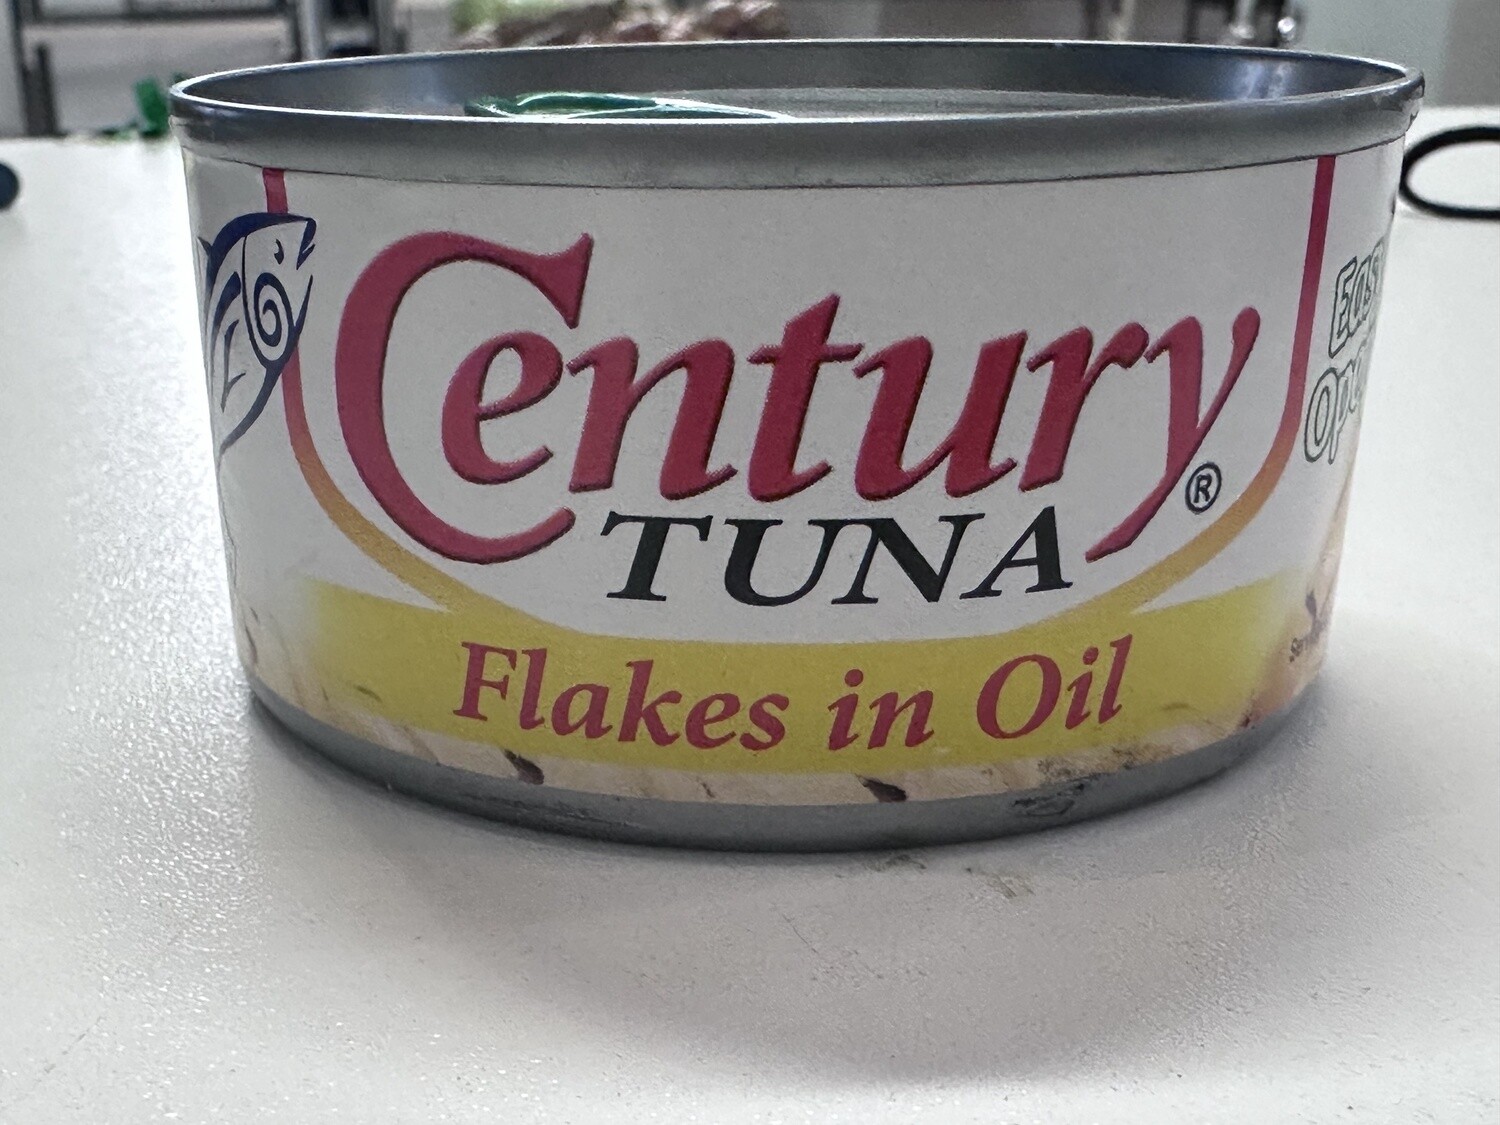 Century
®
TUNA
Flakes in Oil